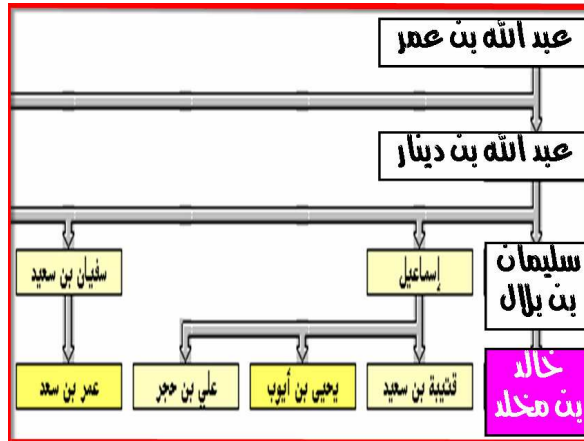 عبد الله بن عمر
عبد الله بن دينار
سليمان
بن بلال
إسماعيل
سفيان بن سعيد
خالد
بن مخلد
قتيبة بن سعيد
يحيى بن أيوب
علي بن حجر
عمر بن سعد